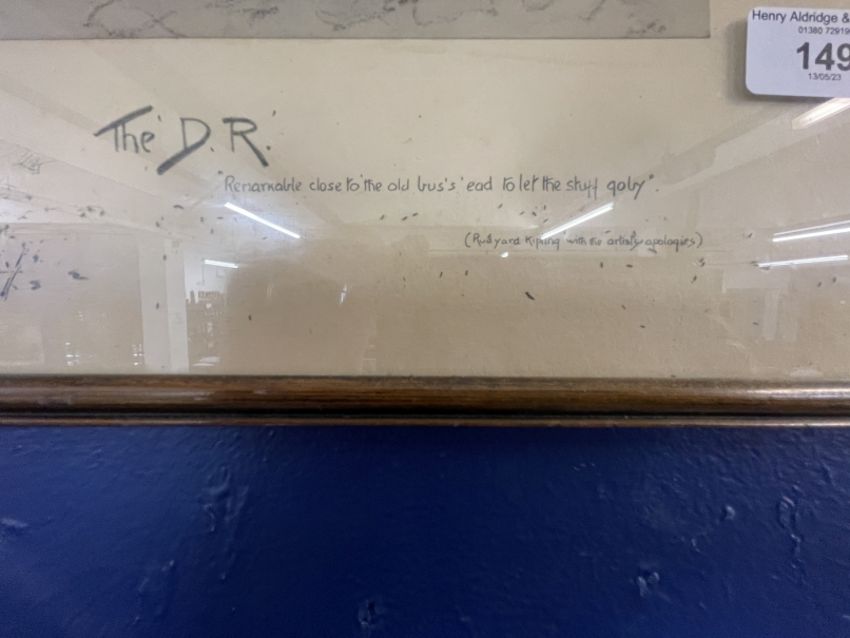 Henry Aldridge &
01380 72919
149
13/05/23
The 'D.R.'
"Remarkable close to 'the old bus's 'ead to let the stuff go by".
(Rudyard Kipling with the artist's apologies)